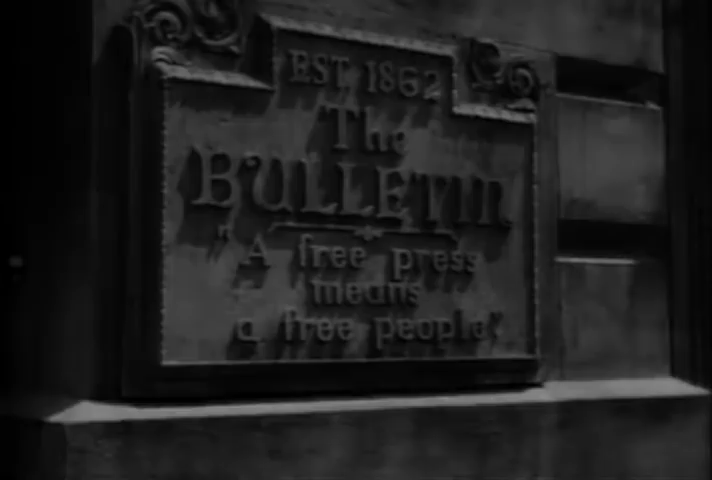 EST. 1862
The
BULLETIN
"A free press
means
a free people."